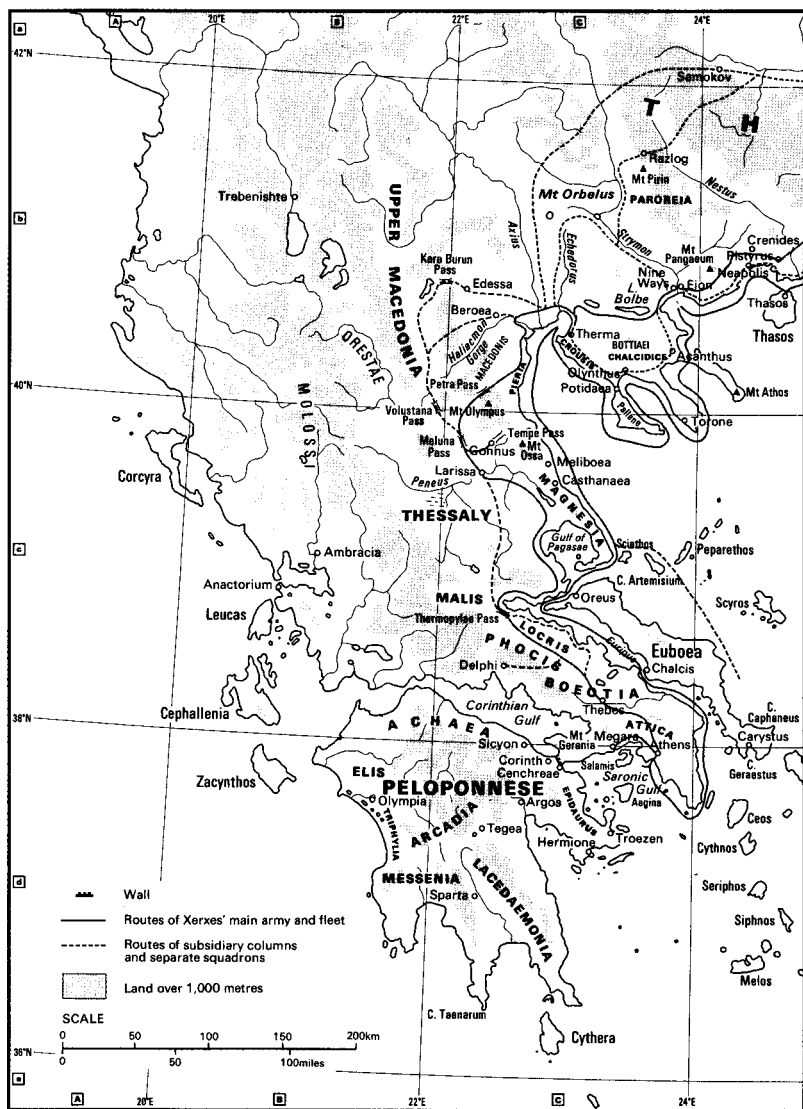 a
A
20°E
B
22°E
C
24°E
42°N
Samokov
T
H
Razlog
Mt Pirin
Nestus
Mt Orbelus
PAROREIA
Trebenishte
b
b
UPPER
MACEDONIA
Axius
Echedorus
Strymon
Mt
Pangaeum
Crenides
Pistyrus
Neapolis
Kara Burun
Pass
Edessa
Nine
Ways
Eion
L.
Bolbe
Thasos
Thasos
Beroea
Haliacmon
Gorge
MACEDONIS
Therma
CROUSIS
BOTTIAEI
CHALCIDICE
Acanthus
ORESTAE
Olynthus
Potidaea
40°N
Petra Pass
PIERIA
Mt Athos
Pallene
Volustana
Pass
Mt Olympus
Torone
MOLOSSI
Meluna
Pass
Tempe Pass
Gonnus
Mt
Ossa
Meliboea
Corcyra
Larissa
Casthanaea
Peneus
MAGNESIA
THESSALY
c
c
Gulf of
Pagasae
Sciathos
Peparethos
Ambracia
C. Artemisium
Anactorium
MALIS
Oreus
Scyros
Leucas
Thermopylae Pass
LOCRIS
PHOCIS
Euripus
Euboea
Delphi
Chalcis
BOEOTIA
Cephallenia
38°N
Corinthian
Gulf
Thebes
C.
Caphaneus
ACHAEA
ATTICA
Mt
Gerania
Megara
Athens
Carystus
Sicyon
Zacynthos
ELIS
Corinth
Cenchreae
Salamis
C.
Geraestus
PELOPONNESE
Saronic
Gulf
Olympia
Argos
EPIDAURUS
Aegina
Ceos
TRIPHYLIA
ARCADIA
Tegea
Troezen
Hermione
Cythnos
d
d
MESSENIA
LACEDAEMONIA
Seriphos
Sparta
Siphnos
Wall
Routes of Xerxes' main army and fleet
Routes of subsidiary columns
and separate squadrons
Melos
Land over 1,000 metres
SCALE
0 50 100 150 200km
0 50 100miles
C. Taenarum
Cythera
36°N
e
e
A
20°E
B
22°E
C
24°E